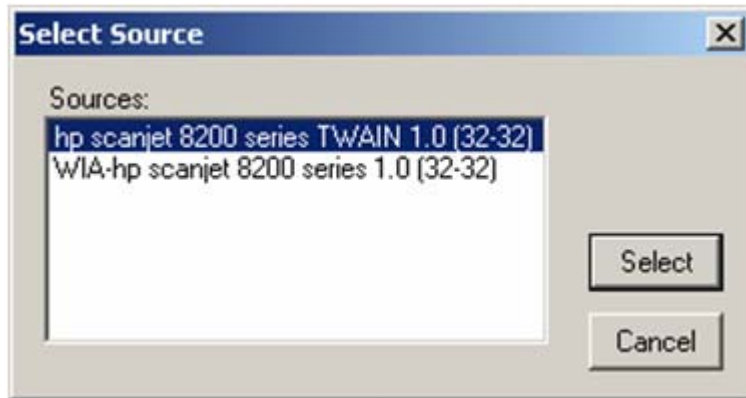 Select Source
Sources:
hp scanjet 8200 series TWAIN 1.0 (32-32)
WIA-hp scanjet 8200 series 1.0 (32-32)
Select
Cancel